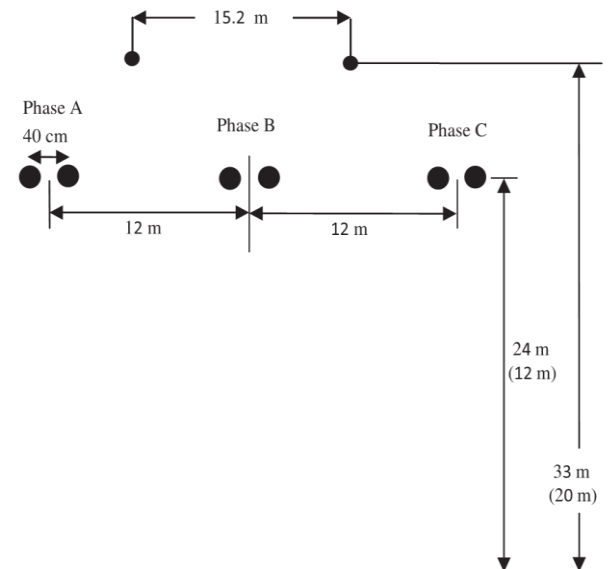 15.2 m
Phase A
40 cm
Phase B
Phase C
12 m
12 m
24 m
(12 m)
33 m
(20 m)